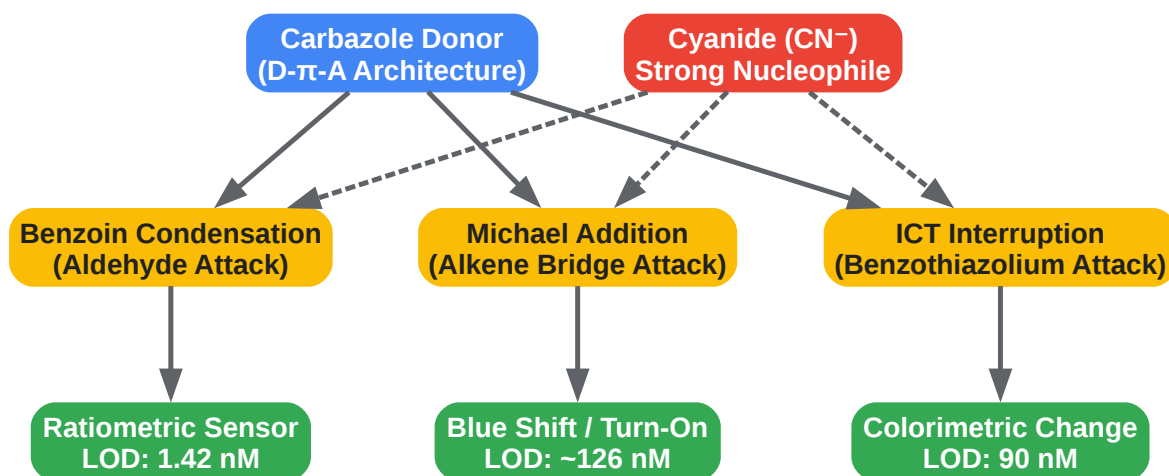 Carbazole Donor
(D-π-A Architecture)
Cyanide (CN⁻)
Strong Nucleophile
Benzoin Condensation
(Aldehyde Attack)
Michael Addition
(Alkene Bridge Attack)
ICT Interruption
(Benzothiazolium Attack)
Ratiometric Sensor
LOD: 1.42 nM
Blue Shift / Turn-On
LOD: ~126 nM
Colorimetric Change
LOD: 90 nM